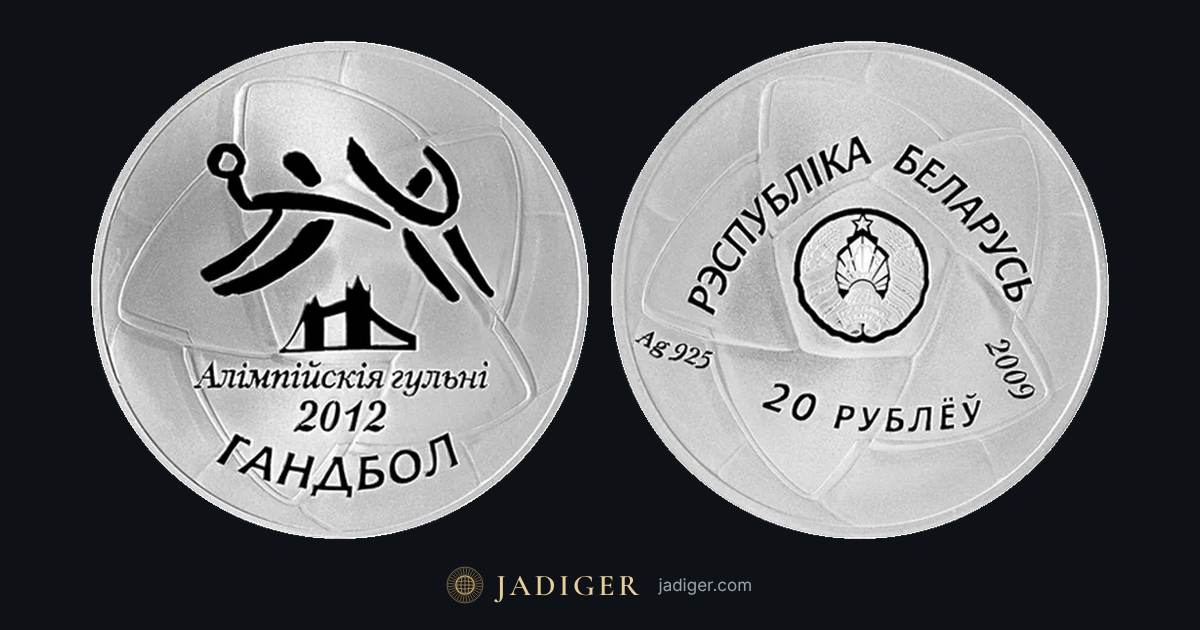 Алімпійскія гульні
2012
ГАНДБОЛ
РЭСПУБЛІКА БЕЛАРУСЬ
Ag 925
2009
20 РУБЛЁЎ
JADIGER jadiger.com